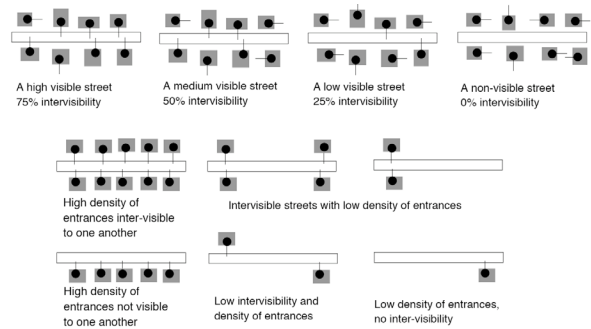 A high visible street
75% intervisibility
A medium visible street
50% intervisibility
A low visible street
25% intervisibility
A non-visible street
0% intervisibility
High density of
entrances inter-visible
to one another
Intervisible streets with low density of entrances
High density of
entrances not visible
to one another
Low intervisibility and
density of entrances
Low density of entrances,
no inter-visibility